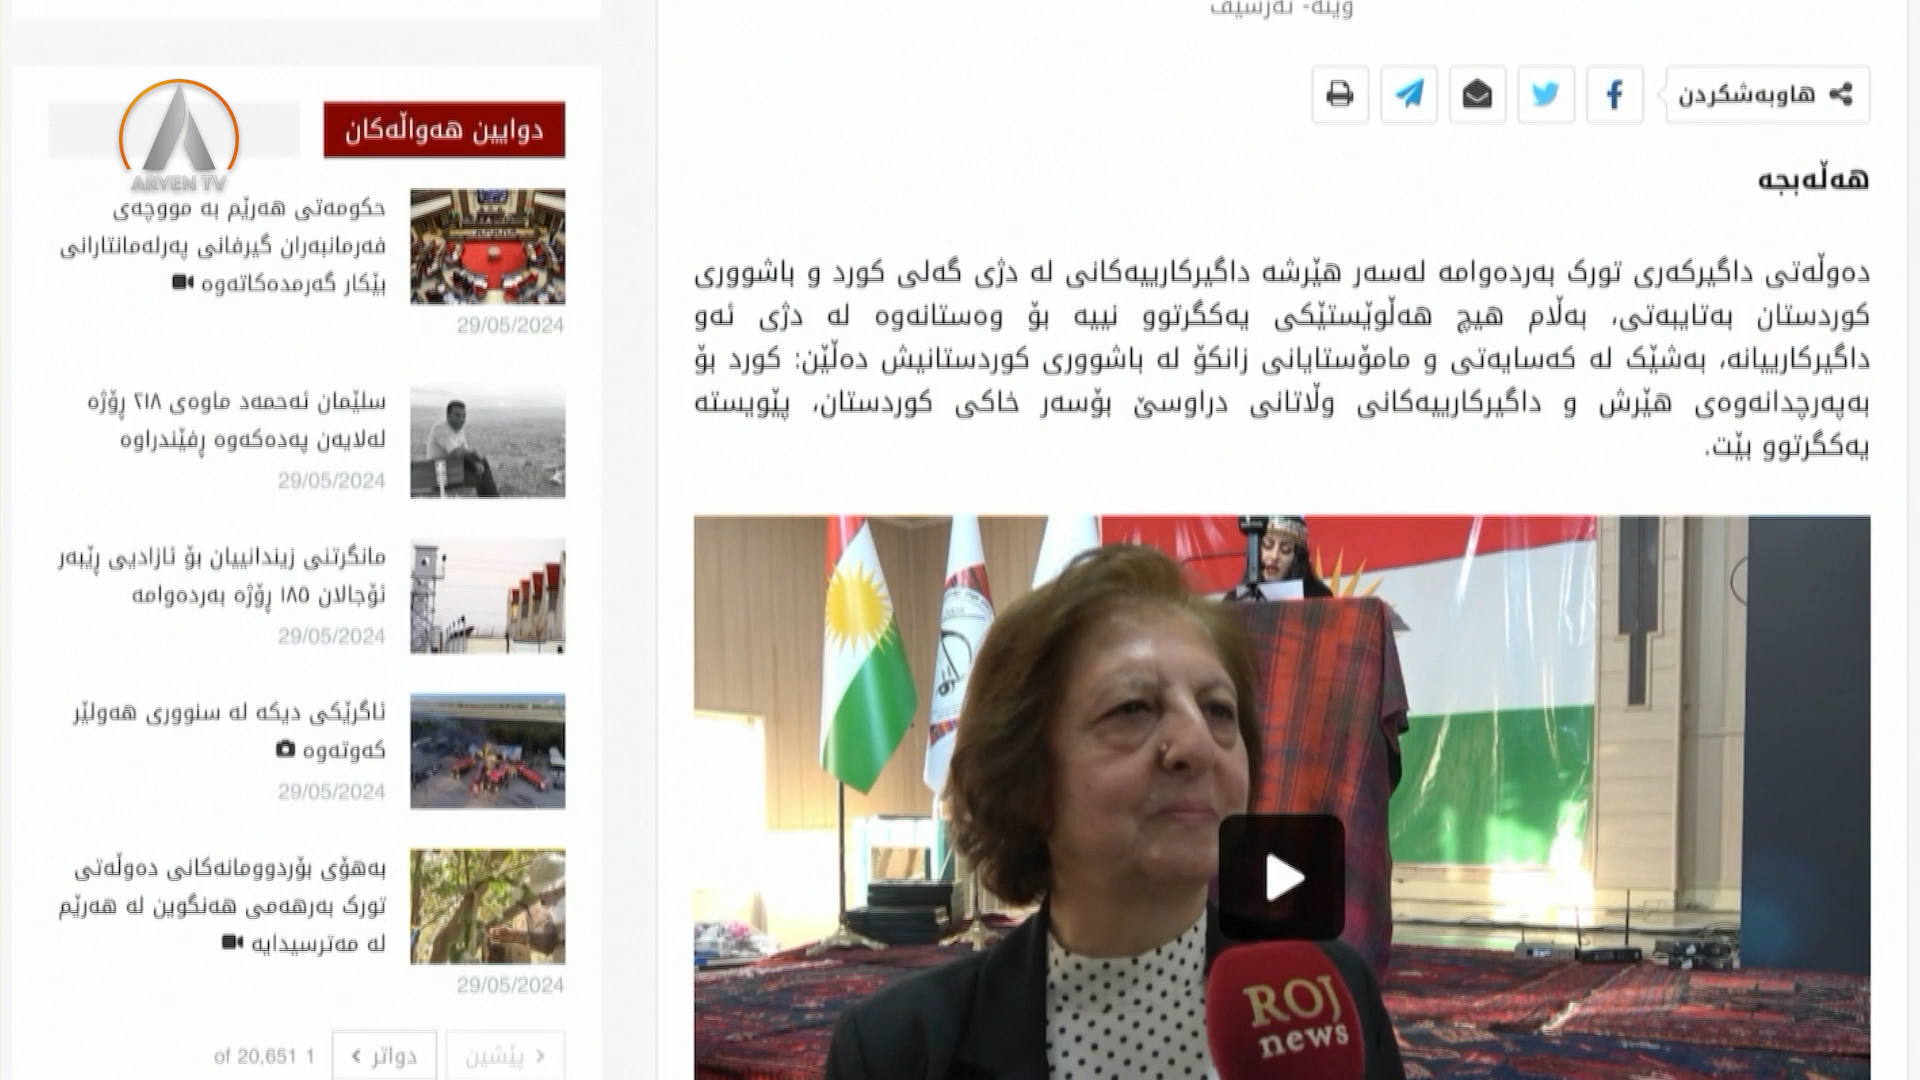 وێنە- ئەرشیف
هاوبەشکردن
هەڵەبجە
دەوڵەتی داگیرکەری تورک بەردەوامە لەسەر هێرشە داگیرکارییەکانی لە دژی گەلی کورد و باشووری
کوردستان بەتایبەتی، بەڵام هیچ هەڵوێستێکی یەکگرتوو نییە بۆ وەستانەوە لە دژی ئەو
داگیرکارییانە، بەشێک لە کەسایەتی و مامۆستایانی زانکۆ لە باشووری کوردستانیش دەڵێن: کورد بۆ
بەپەرچدانەوەی هێرش و داگیرکارییەکانی وڵاتانی دراوسێ بۆسەر خاکی کوردستان، پێویستە
یەکگرتوو بێت.
ROJ
news
ARYEN TV
دوایین هەواڵەکان
حکومەتی هەرێم بە مووچەی
فەرمانبەران گیرفانی پەرلەمانتارانی
بێکار گەرمدەکاتەوە
29/05/2024
سلێمان ئەحمەد ماوەی ٢١٨ ڕۆژە
لەلایەن پەدەکەوە ڕفێندراوە
29/05/2024
مانگرتنی زیندانییان بۆ ئازادیی ڕێبەر
ئۆجالان ١٨٥ ڕۆژە بەردەوامە
29/05/2024
ئاگرێکی دیکە لە سنووری هەولێر
کەوتەوە
29/05/2024
بەهۆی بۆردوومانەکانی دەوڵەتی
تورک بەرهەمی هەنگوین لە هەرێم
لە مەترسیدایە
29/05/2024
پێشین
دواتر
1 of 20,651